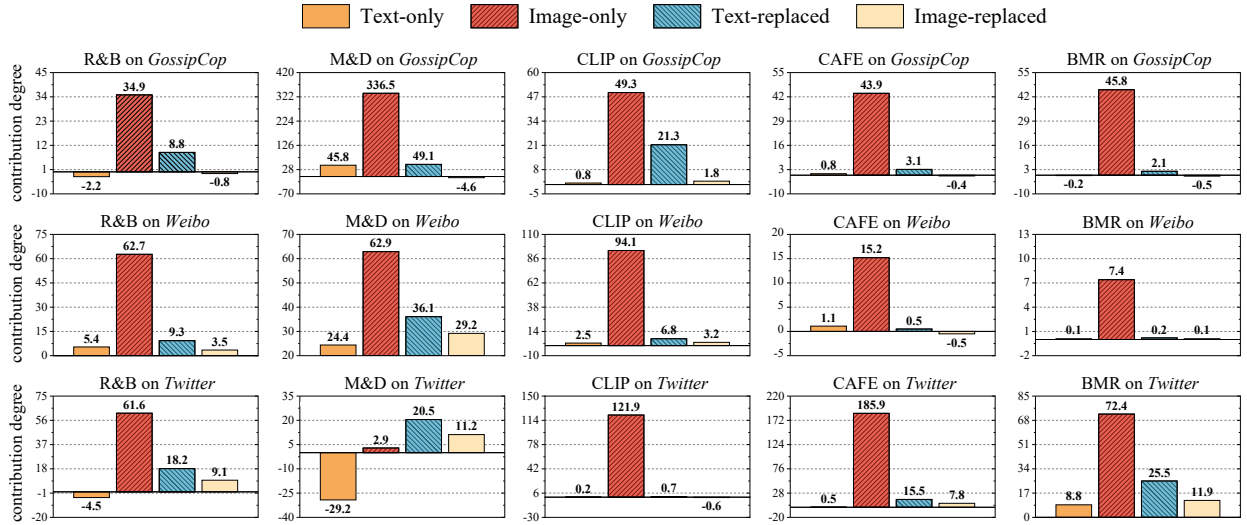 Text-only Image-only Text-replaced Image-replaced
R&B on GossipCop M&D on GossipCop CLIP on GossipCop CAFE on GossipCop BMR on GossipCop
contribution degree
45 34 23 12 1 -10
-2.2 34.9 8.8 -0.8
420 322 224 126 28 -70
45.8 336.5 49.1 -4.6
60 47 34 21 8 -5
0.8 49.3 21.3 1.8
55 42 29 16 3 -10
0.8 43.9 3.1 -0.4
55 42 29 16 3 -10
-0.2 45.8 2.1 -0.5
R&B on Weibo M&D on Weibo CLIP on Weibo CAFE on Weibo BMR on Weibo
contribution degree
75 60 45 30 15 0
5.4 62.7 9.3 3.5
70 60 50 40 30 20
24.4 62.9 36.1 29.2
110 86 62 38 14 -10
2.5 94.1 6.8 3.2
20 15 10 5 0 -5
1.1 15.2 0.5 -0.5
13 10 7 4 1 -2
0.1 7.4 0.2 0.1
R&B on Twitter M&D on Twitter CLIP on Twitter CAFE on Twitter BMR on Twitter
contribution degree
75 56 37 18 -1 -20
-4.5 61.6 18.2 9.1
35 20 5 -10 -25 -40
-29.2 2.9 20.5 11.2
150 114 78 42 6 -30
0.2 121.9 0.7 -0.6
220 172 124 76 28 -20
0.5 185.9 15.5 7.8
85 68 51 34 17 0
8.8 72.4 25.5 11.9